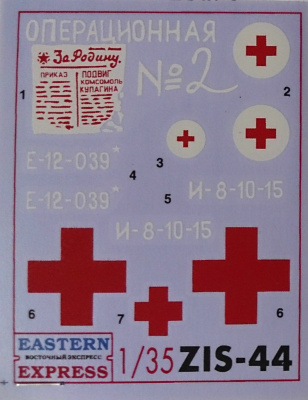 ОПЕРАЦИОННАЯ
№2
За Родину.
ПРИКАЗ
ПОДВИГ
КОМСОМОЛЬ
КУПАГИНА
1
2
3
Е-12-039*
4
5
И-8-10-15
Е-12-039*
И-8-10-15
6
7
6
EASTERN
ВОСТОЧНЫЙ ЭКСПРЕСС
EXPRESS
1/35 ZIS-44